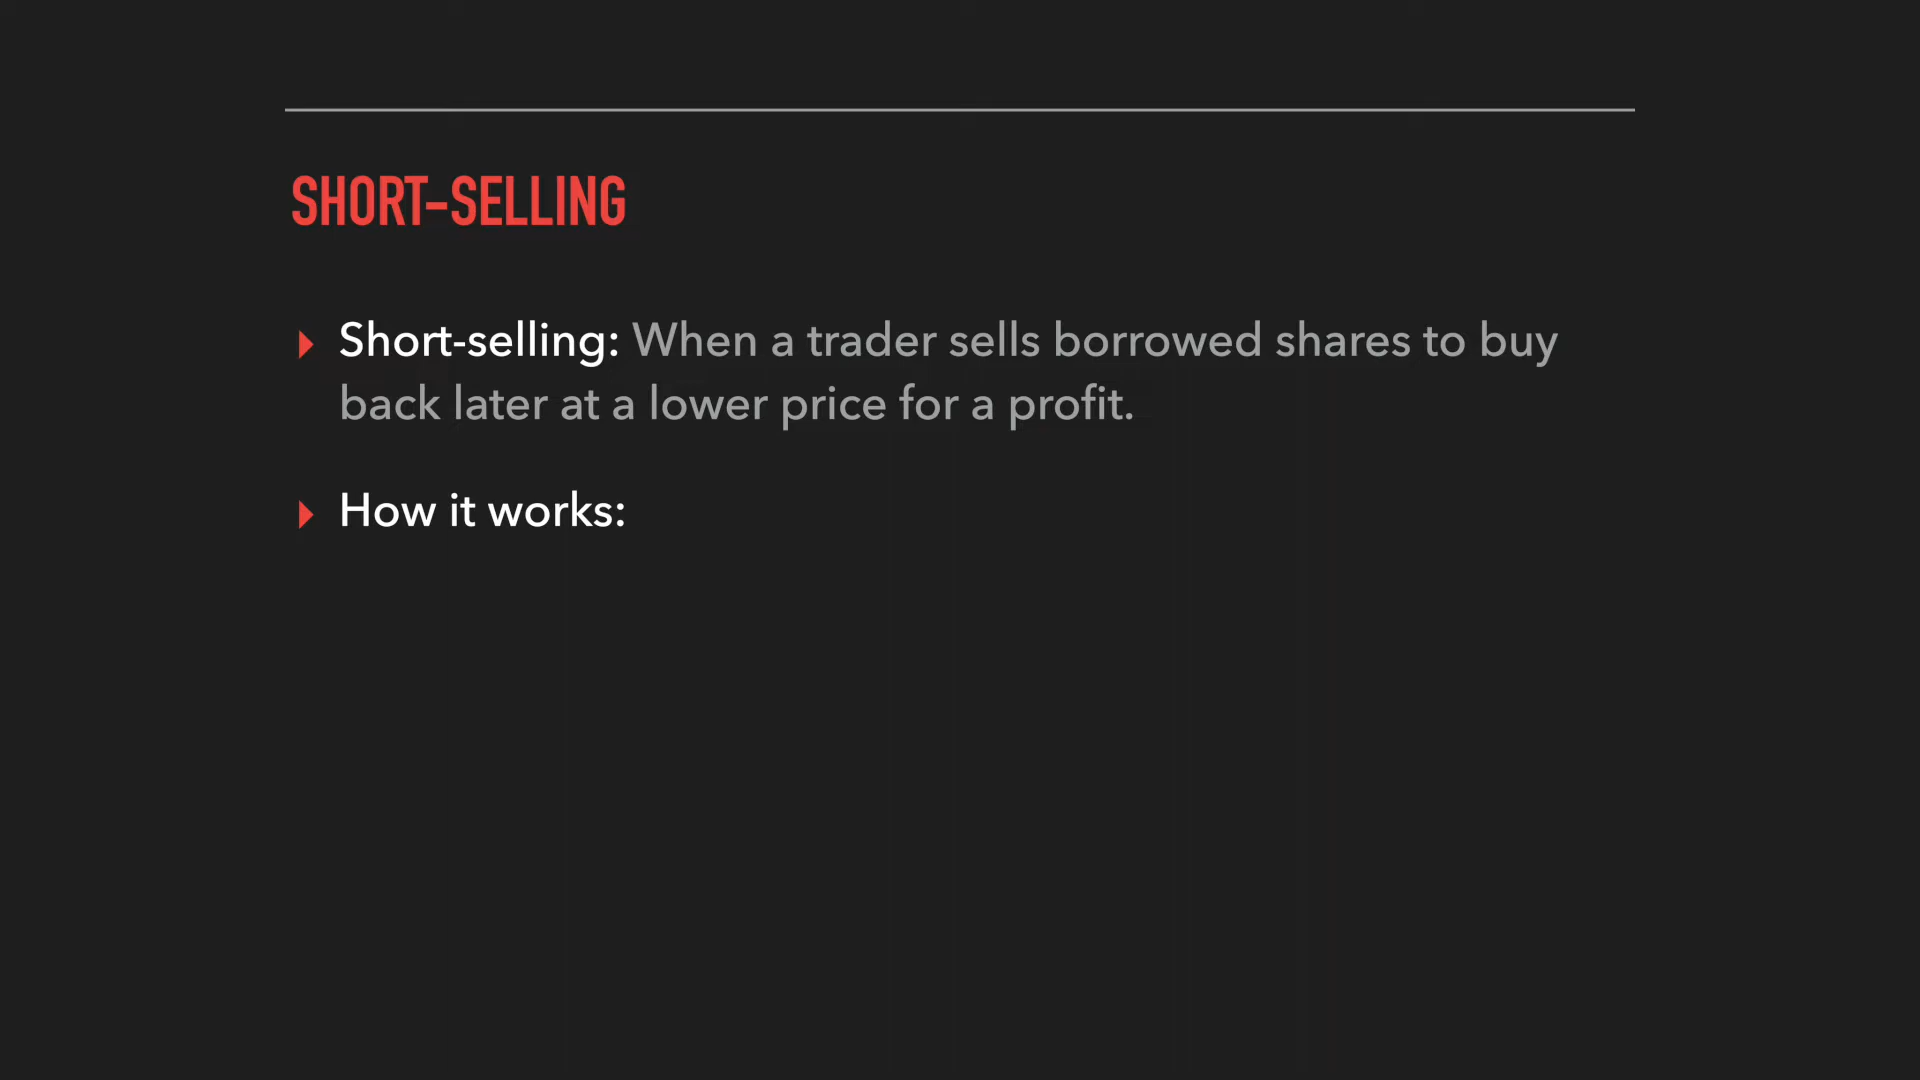 SHORT-SELLING
Short-selling: When a trader sells borrowed shares to buy
back later at a lower price for a profit.
How it works: